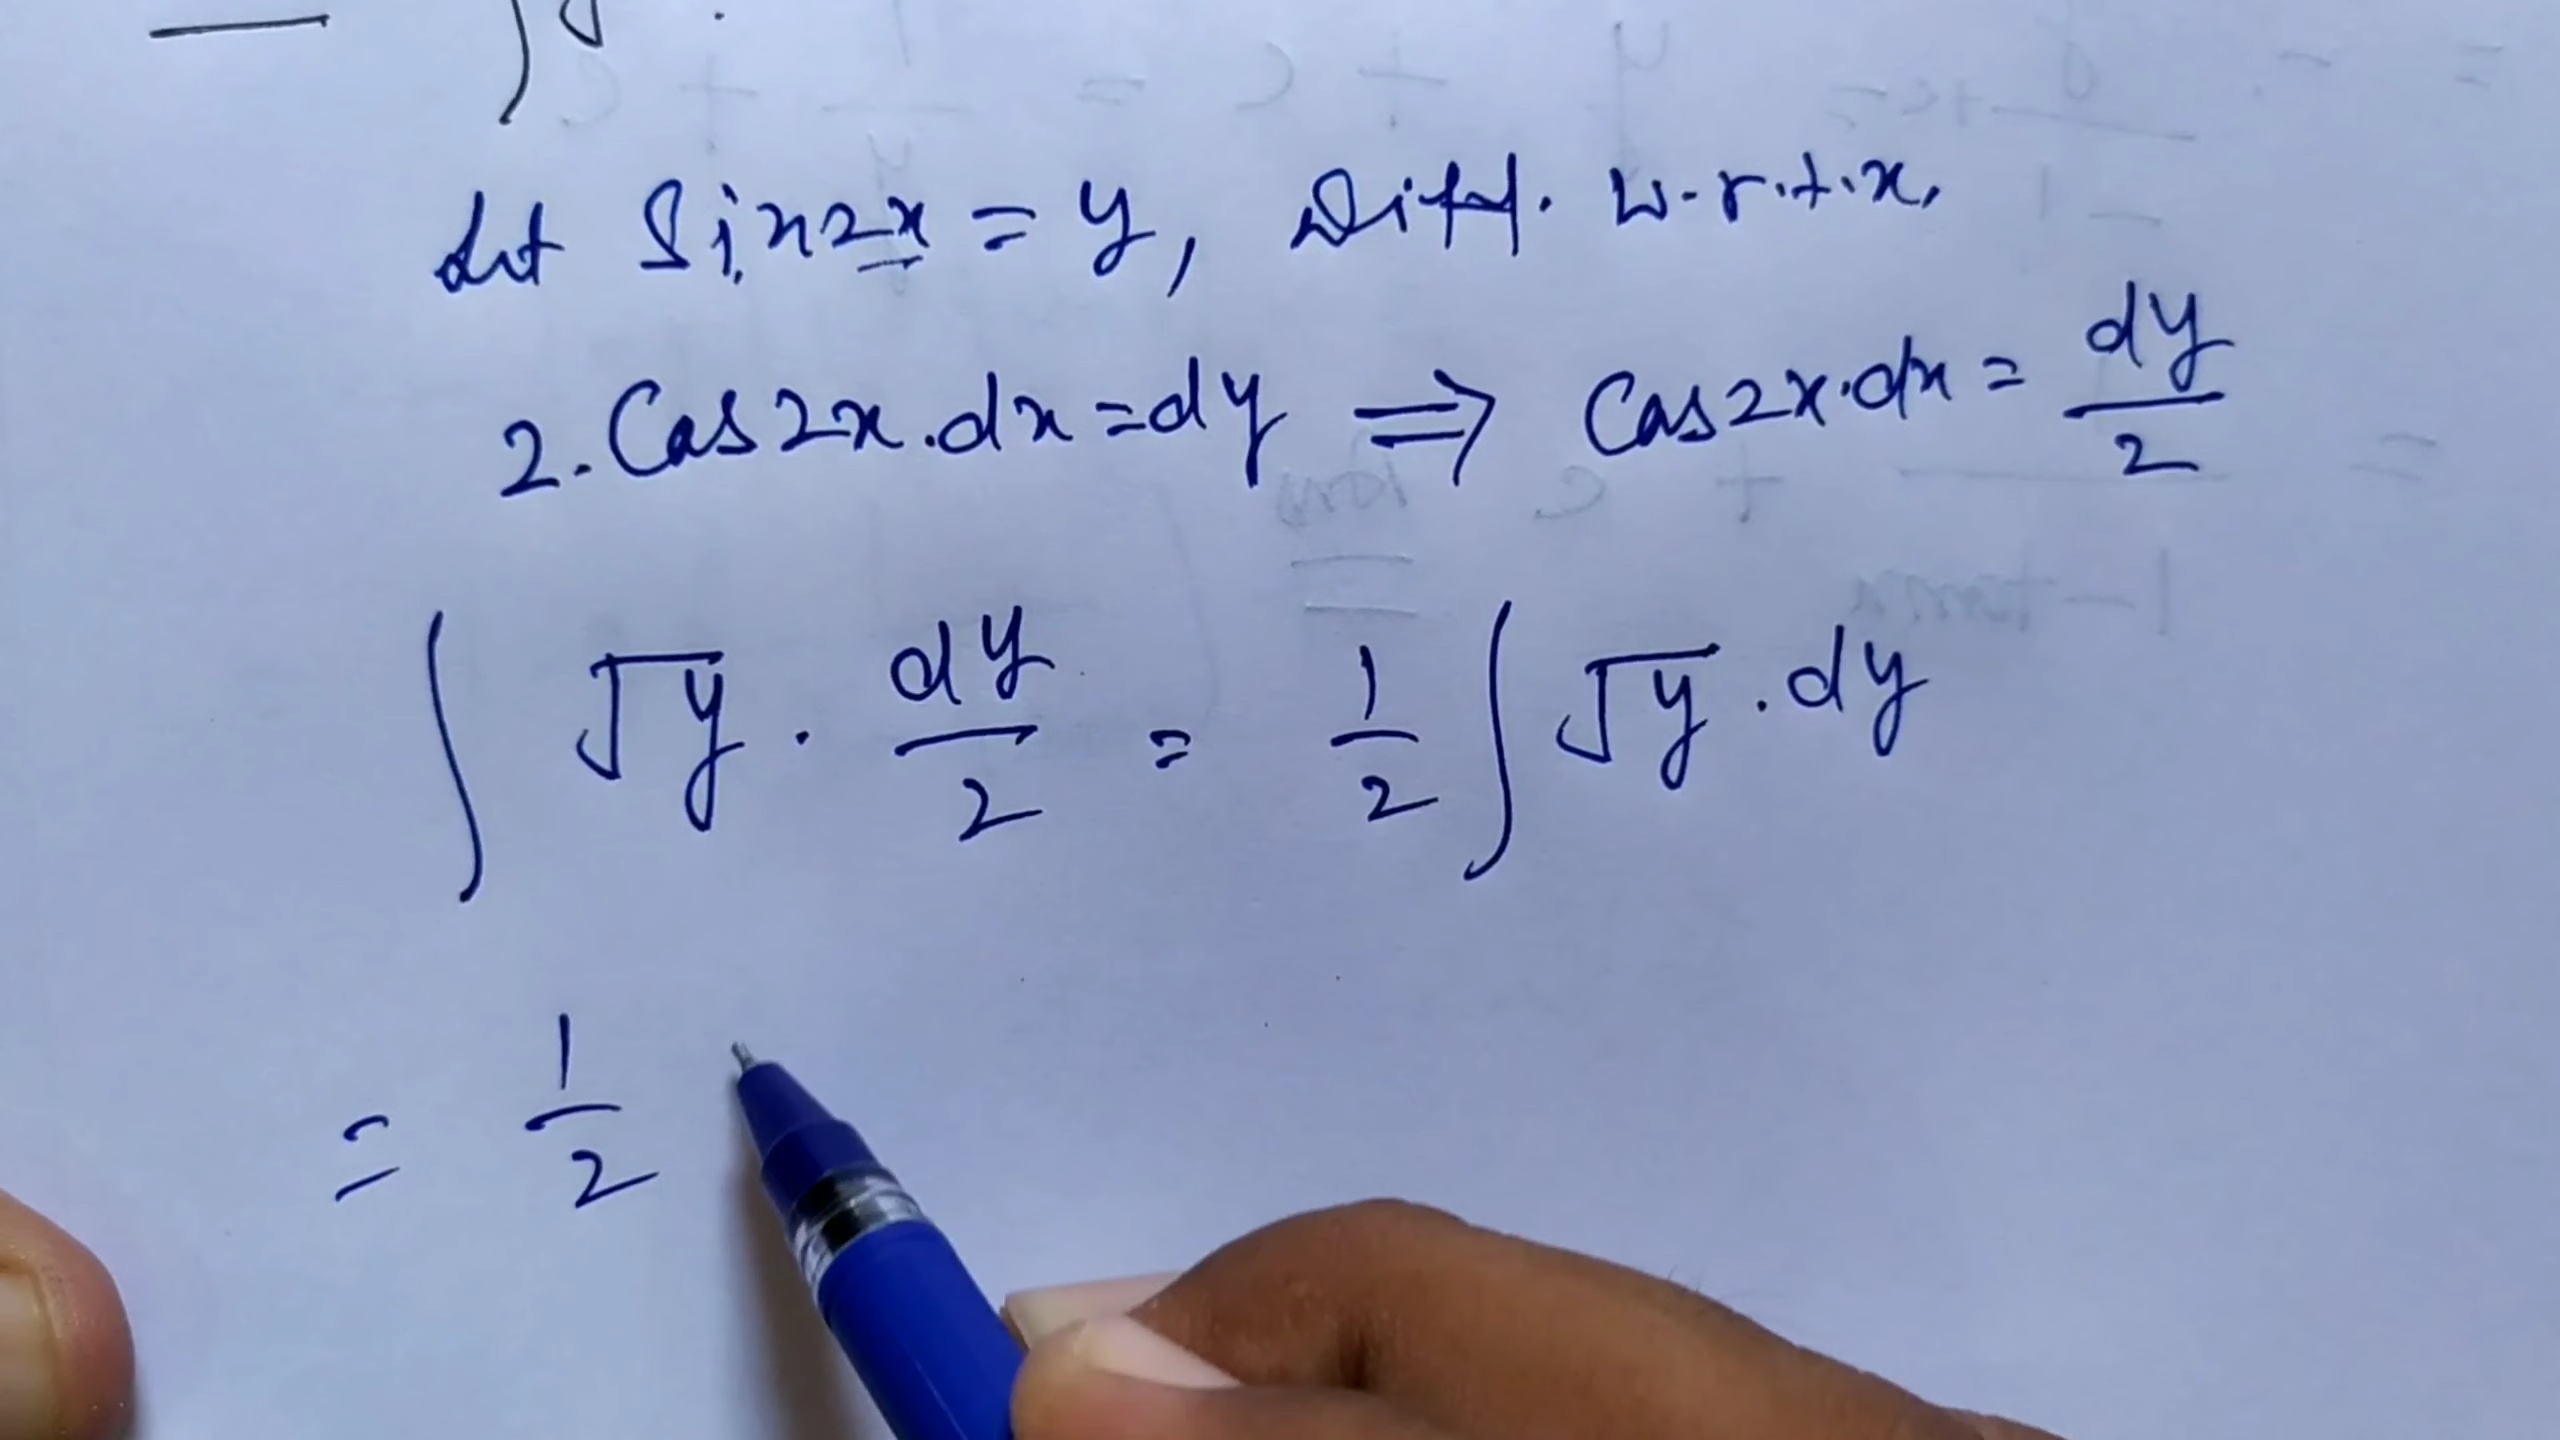 — ∫√
Let Sin2x = y, Diff. w.r.t.x,
2.Cos2x.dx=dy ⇒ Cos2x.dx= dy/2
∫ √y . dy/2 = 1/2 ∫ √y . dy
= 1/2